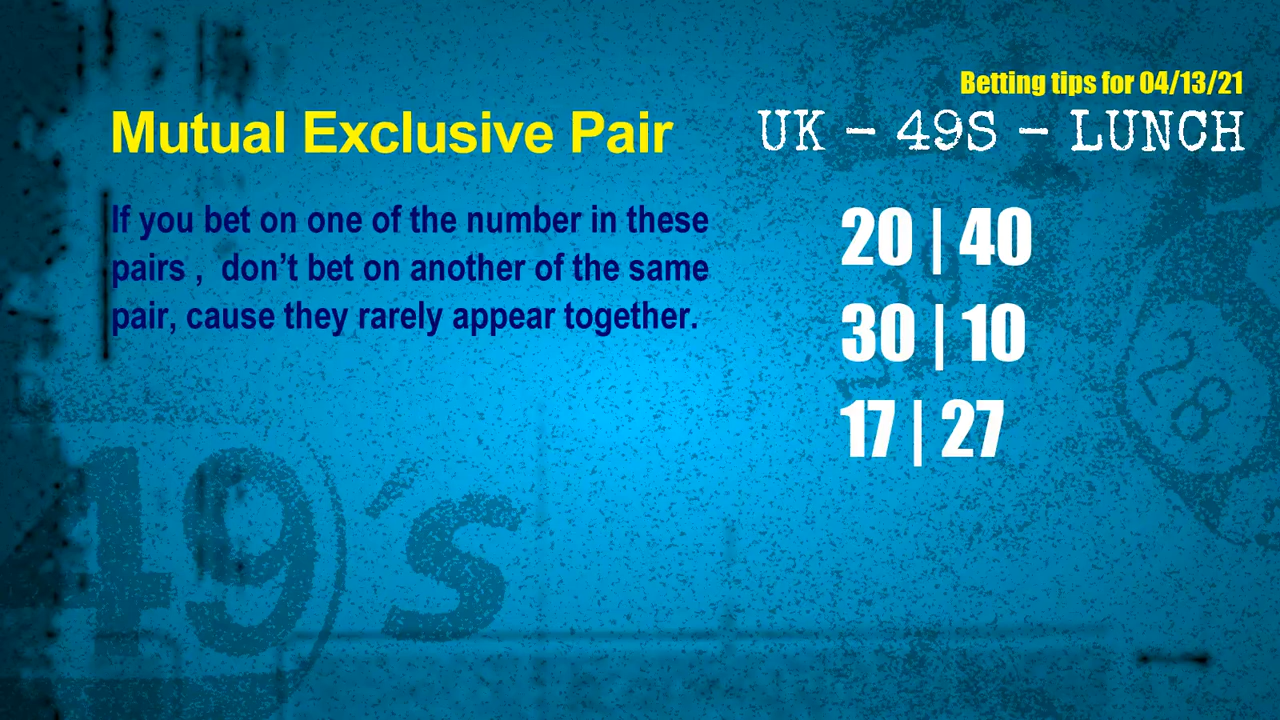 Betting tips for 04/13/21
Mutual Exclusive Pair
UK - 49S - LUNCH
If you bet on one of the number in these
pairs ,  don't bet on another of the same
pair, cause they rarely appear together.
20 | 40
30 | 10
17 | 27
49's
28